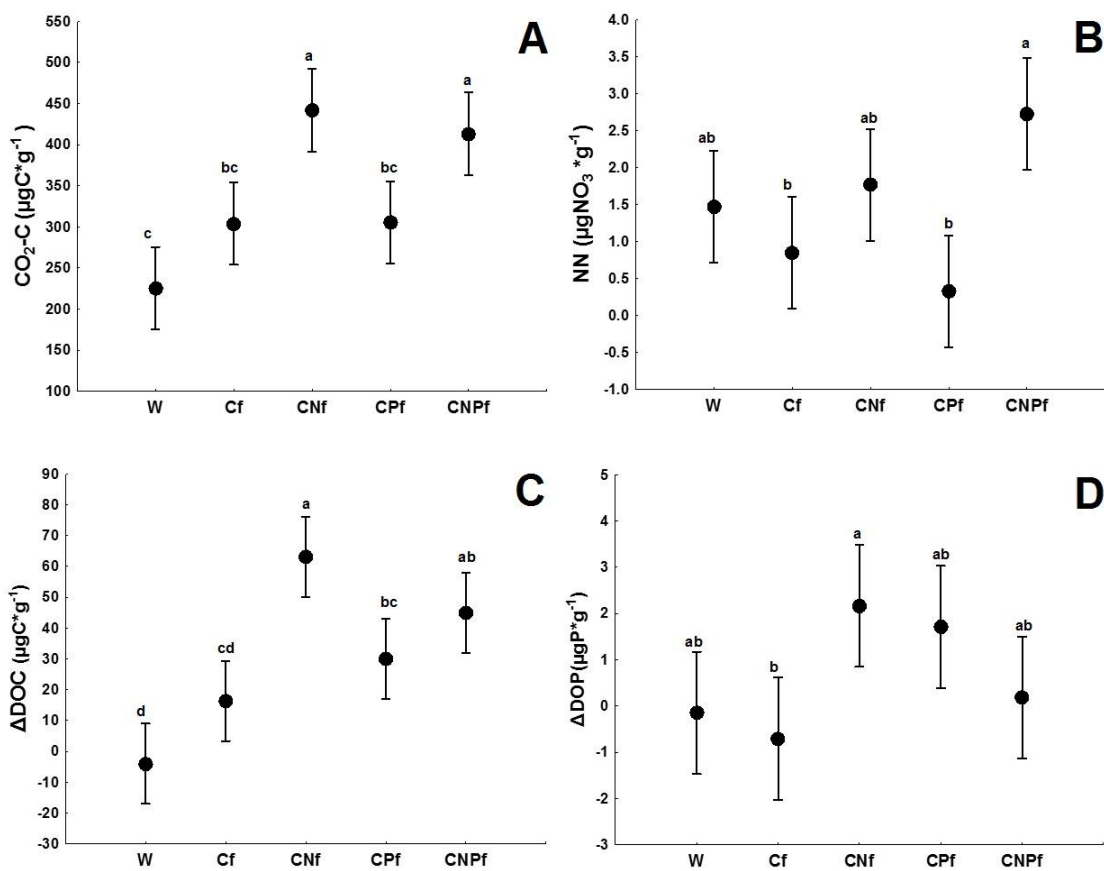 A
CO₂-C (µgC*g⁻¹)
550
500
450
400
350
300
250
200
150
100
c
bc
a
bc
a
W Cf CNf CPf CNPf
B
NN (µgNO₃ *g⁻¹)
4.0
3.5
3.0
2.5
2.0
1.5
1.0
0.5
0.0
-0.5
-1.0
ab
b
ab
b
a
W Cf CNf CPf CNPf
C
ΔDOC (µgC*g⁻¹)
90
80
70
60
50
40
30
20
10
0
-10
-20
-30
d
cd
a
bc
ab
W Cf CNf CPf CNPf
D
ΔDOP(µgP*g⁻¹)
5
4
3
2
1
0
-1
-2
-3
ab
b
a
ab
ab
W Cf CNf CPf CNPf